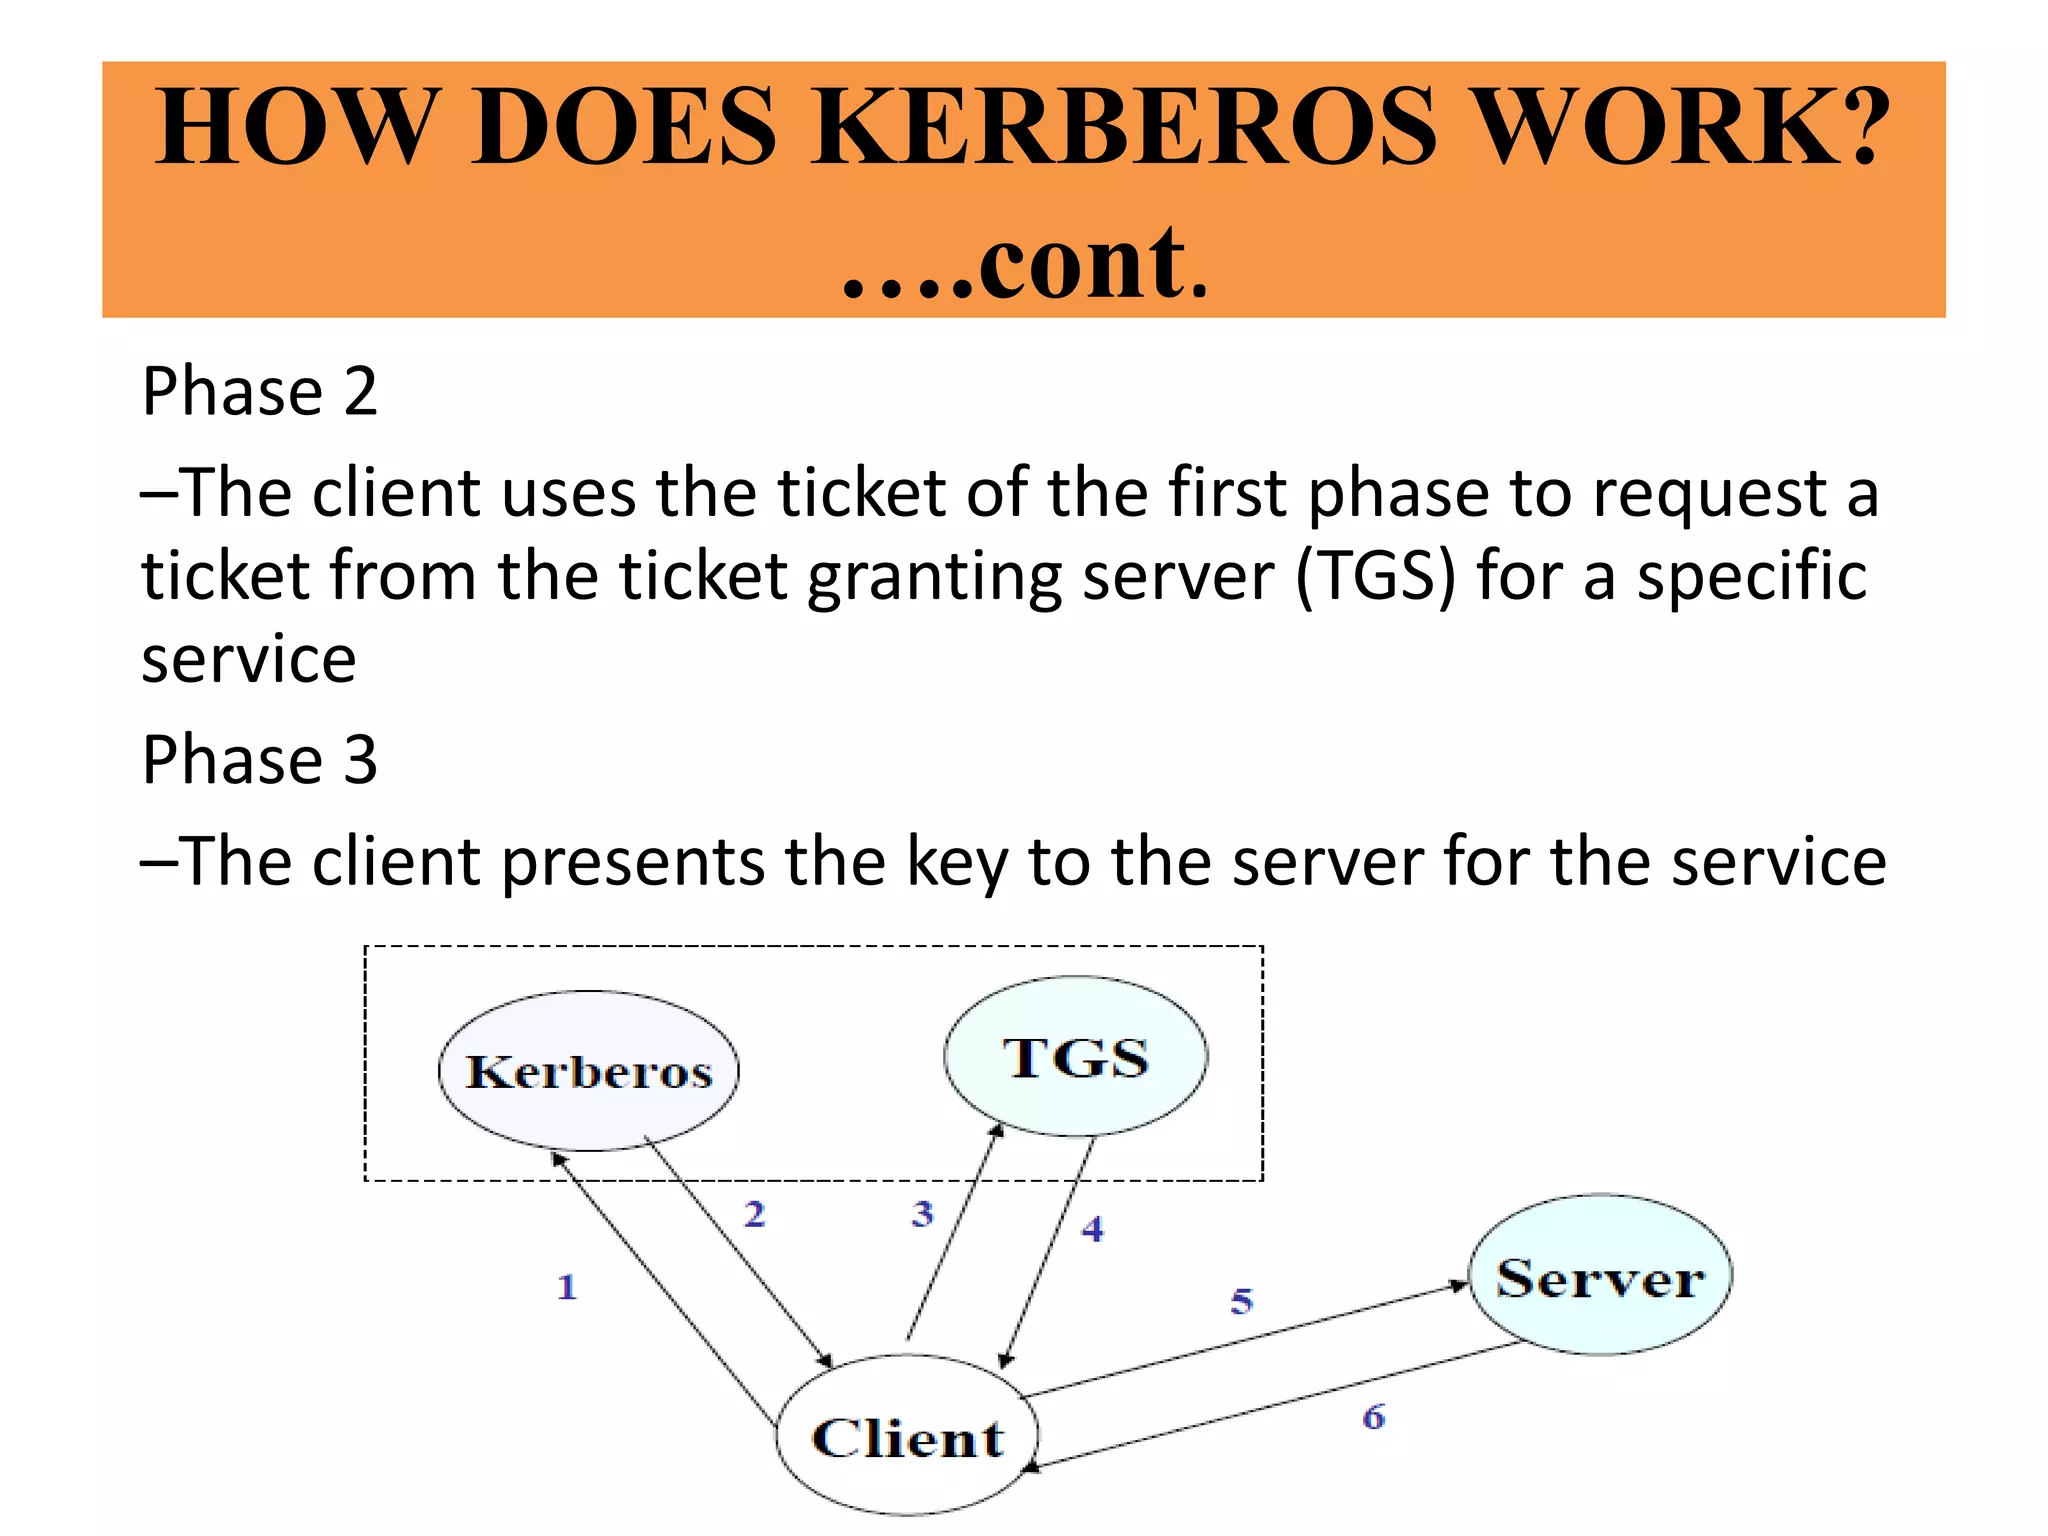 HOW DOES KERBEROS WORK?
….cont.
Phase 2
–The client uses the ticket of the first phase to request a
ticket from the ticket granting server (TGS) for a specific
service
Phase 3
–The client presents the key to the server for the service
Kerberos
TGS
2
3
4
1
Server
5
6
Client